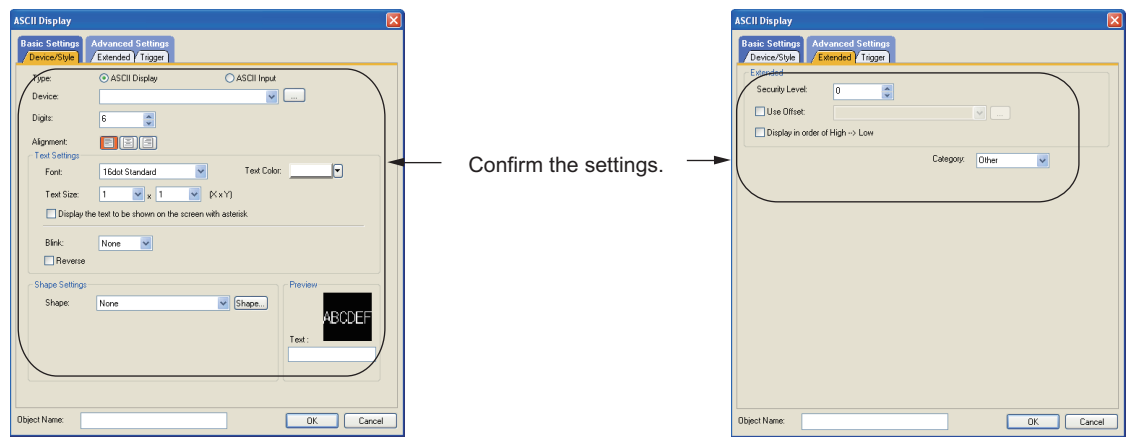 ASCII Display
Basic Settings Advanced Settings
Device/Style Extended Trigger
Type: ASCII Display ASCII Input
Device: ...
Digits: 6
Alignment:
Text Settings
Font: 16dot Standard Text Color:
Text Size: 1 x 1 (X x Y)
Display the text to be shown on the screen with asterisk.
Blink: None
Reverse
Shape Settings
Shape: None Shape...
Preview
ABCDEF
Text :
Object Name: OK Cancel
Confirm the settings.
ASCII Display
Basic Settings Advanced Settings
Device/Style Extended Trigger
Extended
Security Level: 0
Use Offset: ...
Display in order of High --> Low
Category: Other
Object Name: OK Cancel